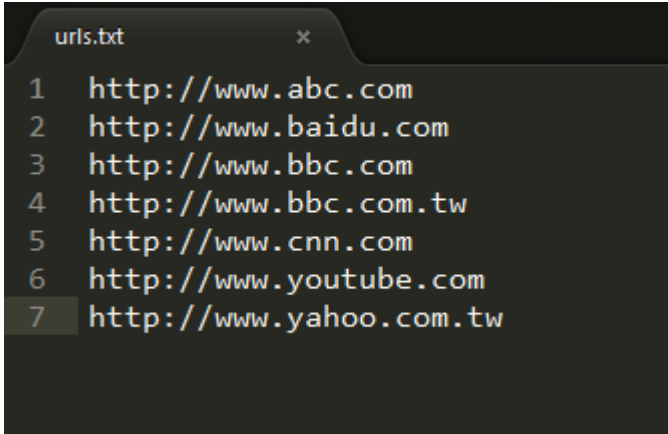 urls.txt ×
1 http://www.abc.com
2 http://www.baidu.com
3 http://www.bbc.com
4 http://www.bbc.com.tw
5 http://www.cnn.com
6 http://www.youtube.com
7 http://www.yahoo.com.tw